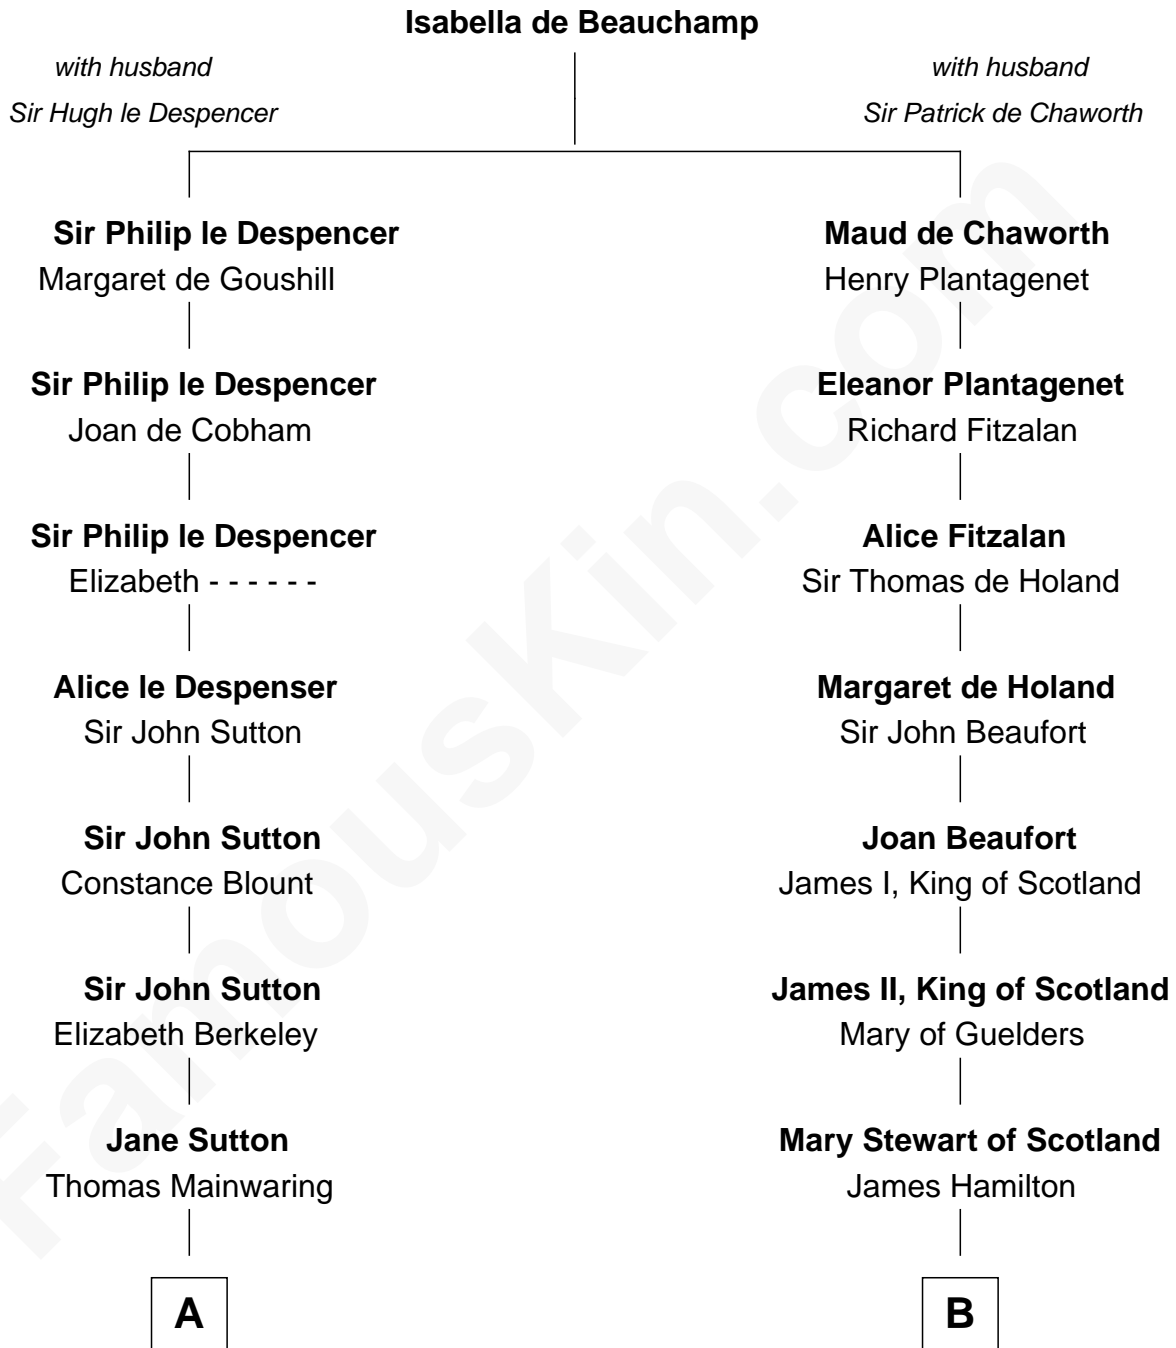 Isabella de Beauchamp
with husband
Sir Hugh le Despencer
with husband
Sir Patrick de Chaworth
Sir Philip le Despencer
Margaret de Goushill
Maud de Chaworth
Henry Plantagenet
Sir Philip le Despencer
Joan de Cobham
Eleanor Plantagenet
Richard Fitzalan
Sir Philip le Despencer
Elizabeth - - - - - -
Alice Fitzalan
Sir Thomas de Holand
Alice le Despenser
Sir John Sutton
Margaret de Holand
Sir John Beaufort
Sir John Sutton
Constance Blount
Joan Beaufort
James I, King of Scotland
Sir John Sutton
Elizabeth Berkeley
James II, King of Scotland
Mary of Guelders
Jane Sutton
Thomas Mainwaring
Mary Stewart of Scotland
James Hamilton
A
B
FamousKin.com